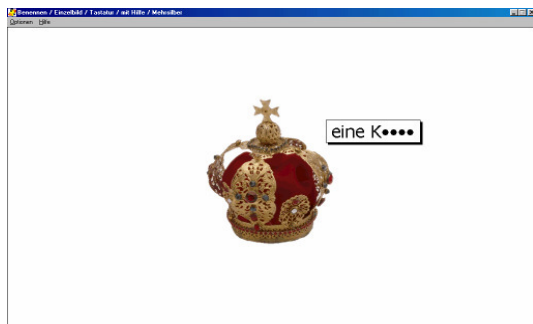 Benennen / Einzelbild / Tastatur / mit Hilfe / Mehrsilber
Optionen Hilfe
eine K●●●●